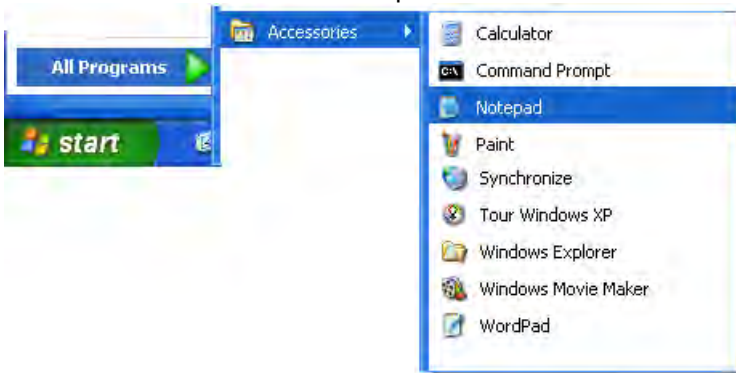 All Programs
start
Accessories
Calculator
Command Prompt
Notepad
Paint
Synchronize
Tour Windows XP
Windows Explorer
Windows Movie Maker
WordPad